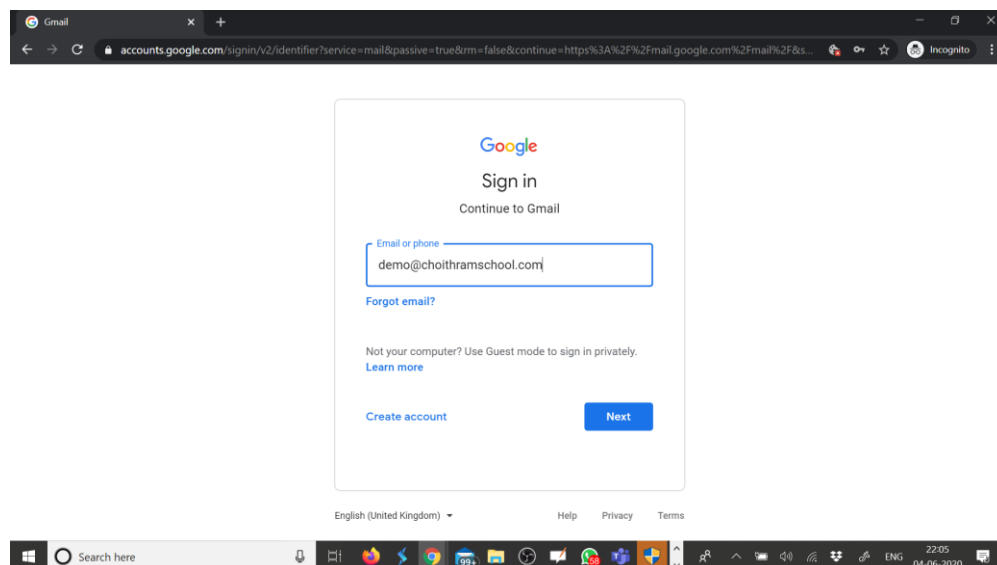 Gmail
accounts.google.com/signin/v2/identifier?service=mail&passive=true&rm=false&continue=https%3A%2F%2Fmail.google.com%2Fmail%2F&s...
Incognito
Google
Sign in
Continue to Gmail
Email or phone
demo@choithramschool.com
Forgot email?
Not your computer? Use Guest mode to sign in privately.
Learn more
Create account
Next
English (United Kingdom)
Help
Privacy
Terms
Search here
99+
58
ENG
22:05
04-06-2020